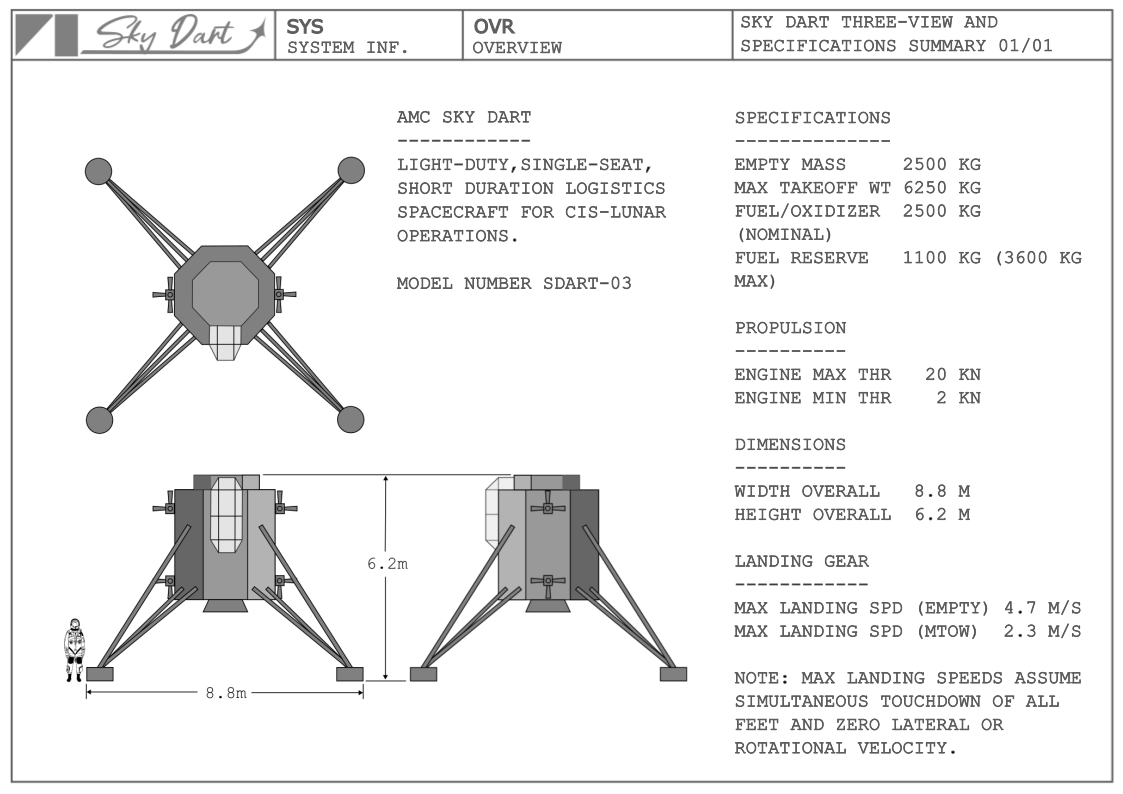 Sky Dart
SYS
SYSTEM INF.
OVR
OVERVIEW
SKY DART THREE-VIEW AND
SPECIFICATIONS SUMMARY 01/01
AMC SKY DART
------------
LIGHT-DUTY,SINGLE-SEAT,
SHORT DURATION LOGISTICS
SPACECRAFT FOR CIS-LUNAR
OPERATIONS.
MODEL NUMBER SDART-03
SPECIFICATIONS
--------------
EMPTY MASS 2500 KG
MAX TAKEOFF WT 6250 KG
FUEL/OXIDIZER 2500 KG
(NOMINAL)
FUEL RESERVE 1100 KG (3600 KG
MAX)
PROPULSION
----------
ENGINE MAX THR 20 KN
ENGINE MIN THR 2 KN
DIMENSIONS
----------
WIDTH OVERALL 8.8 M
HEIGHT OVERALL 6.2 M
LANDING GEAR
------------
MAX LANDING SPD (EMPTY) 4.7 M/S
MAX LANDING SPD (MTOW) 2.3 M/S
NOTE: MAX LANDING SPEEDS ASSUME
SIMULTANEOUS TOUCHDOWN OF ALL
FEET AND ZERO LATERAL OR
ROTATIONAL VELOCITY.
6.2m
8.8m